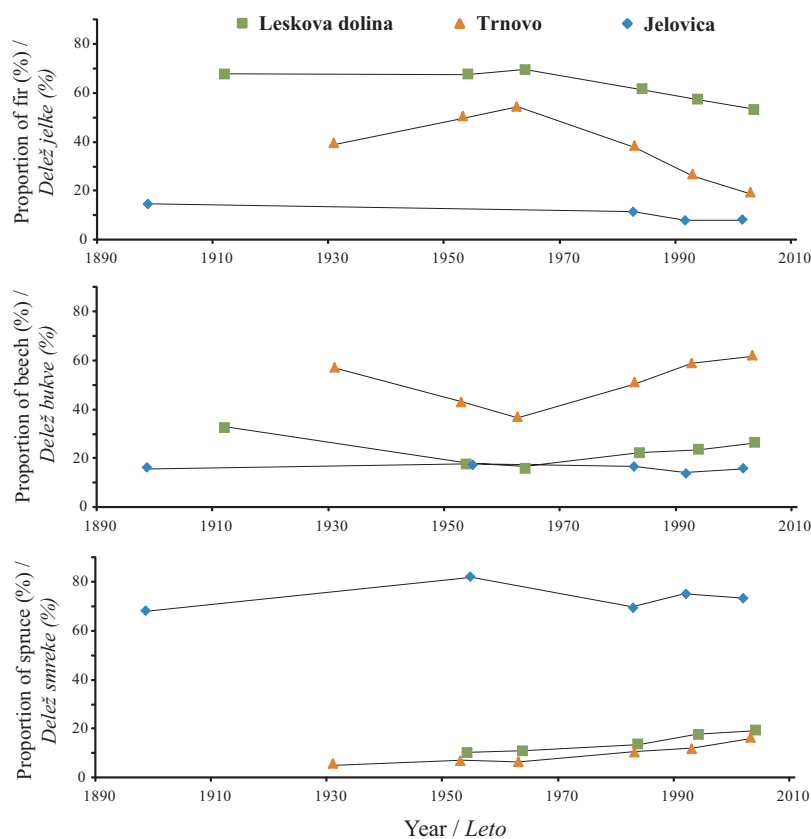 Leskova dolina Trnovo Jelovica
Proportion of fir (%) /
Delež jelke (%)
80
60
40
20
0
1890 1910 1930 1950 1970 1990 2010
Proportion of beech (%) /
Delež bukve (%)
80
60
40
20
0
1890 1910 1930 1950 1970 1990 2010
Proportion of spruce (%) /
Delež smreke (%)
80
60
40
20
0
1890 1910 1930 1950 1970 1990 2010
Year / Leto